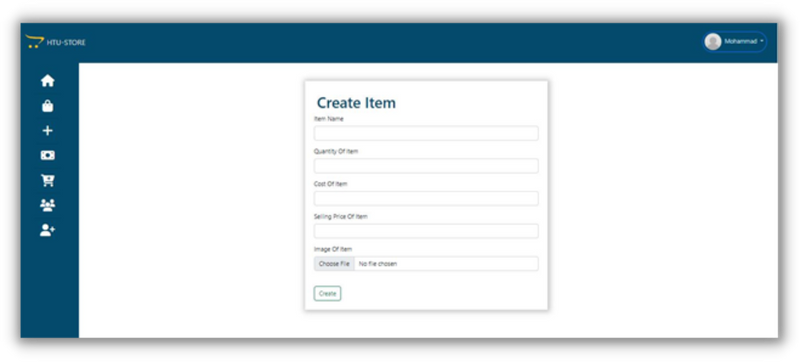 HTU-STORE
Mohammad
Create Item
Item Name
Quantity Of Item
Cost Of Item
Selling Price Of Item
Image Of Item
Choose File No file chosen
Create